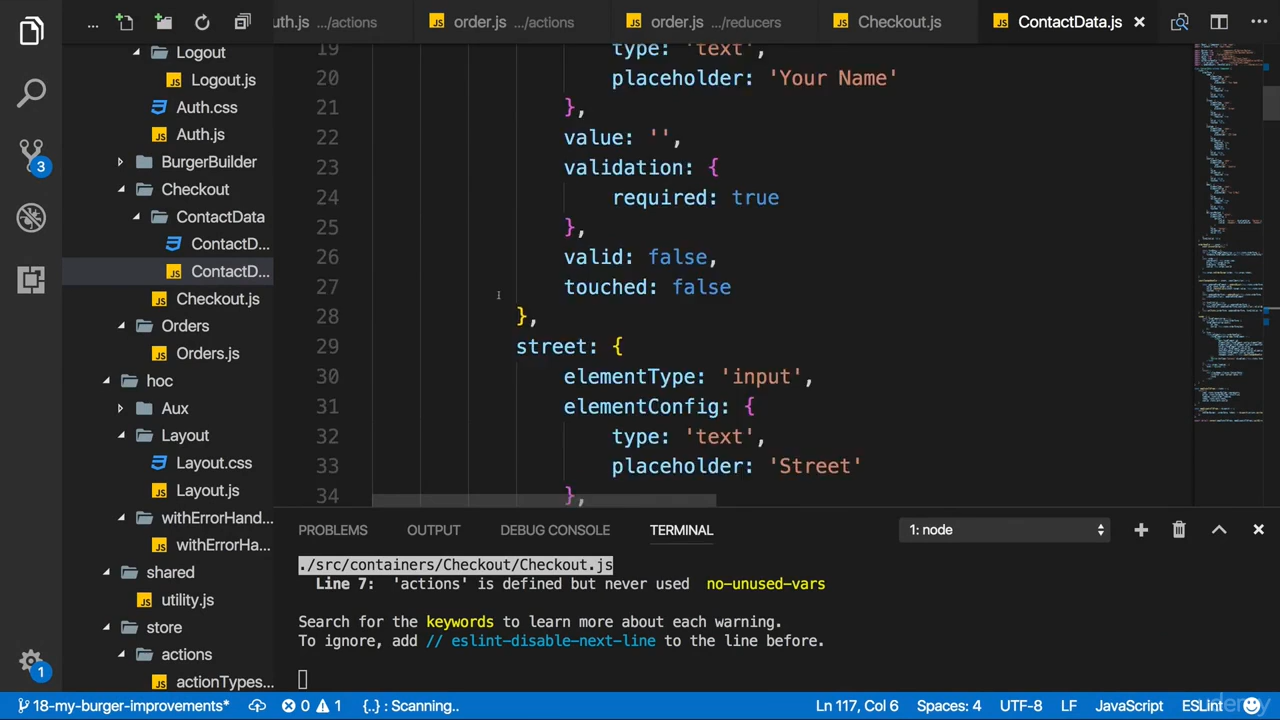 ... uth.js .../actions order.js .../actions order.js .../reducers Checkout.js ContactData.js
Logout
Logout.js
Auth.css
Auth.js
BurgerBuilder
Checkout
ContactData
ContactD...
ContactD...
Checkout.js
Orders
Orders.js
hoc
Aux
Layout
Layout.css
Layout.js
withErrorHand...
withErrorHa...
shared
utility.js
store
actions
actionTypes...
3
1
19 type: 'text',
20 placeholder: 'Your Name'
21 },
22 value: '',
23 validation: {
24 required: true
25 },
26 valid: false,
27 touched: false
28 },
29 street: {
30 elementType: 'input',
31 elementConfig: {
32 type: 'text',
33 placeholder: 'Street'
34 },
PROBLEMS OUTPUT DEBUG CONSOLE TERMINAL 1: node
./src/containers/Checkout/Checkout.js
Line 7: 'actions' is defined but never used no-unused-vars
Search for the keywords to learn more about each warning.
To ignore, add // eslint-disable-next-line to the line before.
18-my-burger-improvements* 0 1 {..} : Scanning.. Ln 117, Col 6 Spaces: 4 UTF-8 LF JavaScript ESLint
udemy